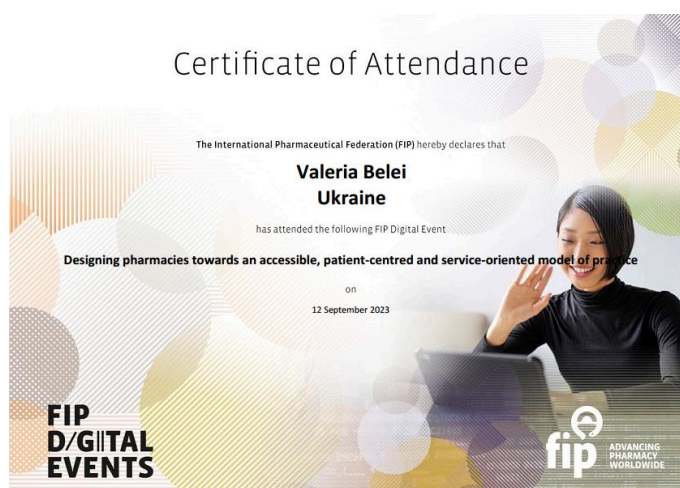 Certificate of Attendance
The International Pharmaceutical Federation (FIP) hereby declares that
Valeria Belei
Ukraine
has attended the following FIP Digital Event
Designing pharmacies towards an accessible, patient-centred and service-oriented model of practice
on
12 September 2023
FIP
D/GIITAL
EVENTS
fip
ADVANCING
PHARMACY
WORLDWIDE